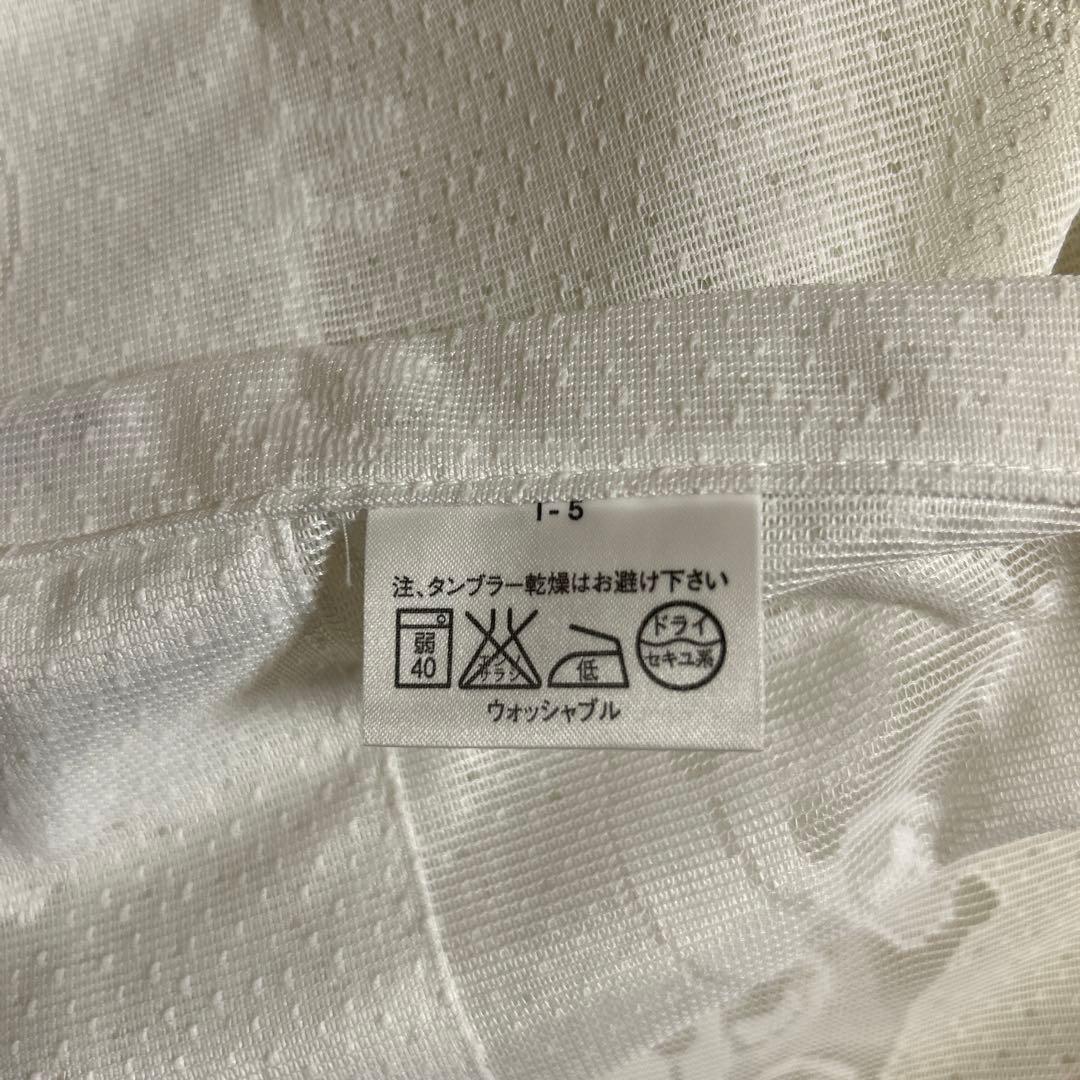 I-5
注、タンブラー乾燥はお避け下さい
弱
40
エンソ
サラシ
低
ドライ
セキユ系
ウォッシャブル